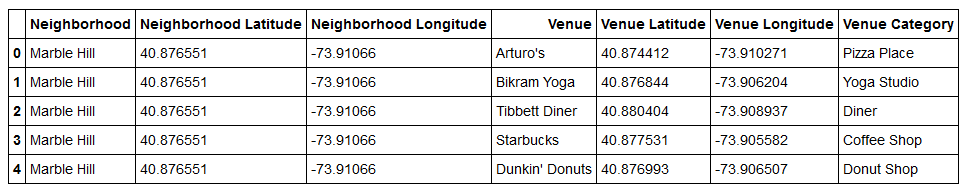 Neighborhood Neighborhood Latitude Neighborhood Longitude Venue Venue Latitude Venue Longitude Venue Category
0 Marble Hill 40.876551 -73.91066 Arturo's 40.874412 -73.910271 Pizza Place
1 Marble Hill 40.876551 -73.91066 Bikram Yoga 40.876844 -73.906204 Yoga Studio
2 Marble Hill 40.876551 -73.91066 Tibbett Diner 40.880404 -73.908937 Diner
3 Marble Hill 40.876551 -73.91066 Starbucks 40.877531 -73.905582 Coffee Shop
4 Marble Hill 40.876551 -73.91066 Dunkin' Donuts 40.876993 -73.906507 Donut Shop